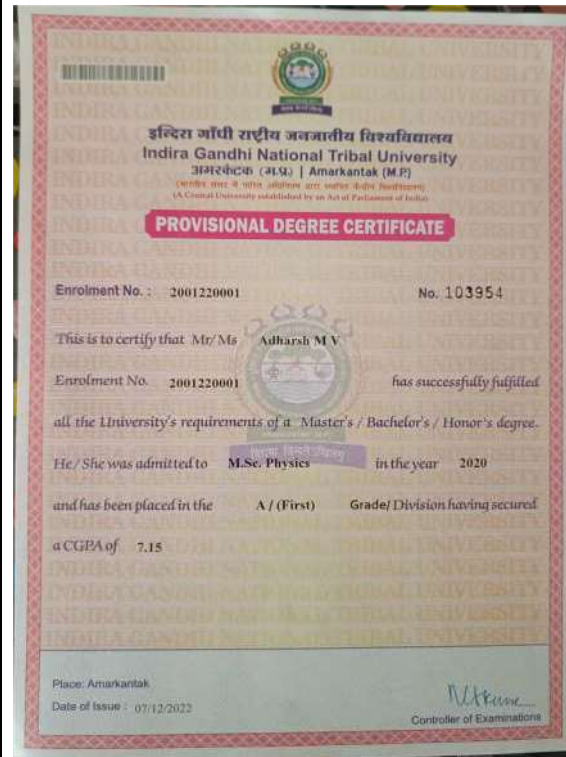 इन्दिरा गाँधी राष्ट्रीय जनजातीय विश्वविद्यालय
Indira Gandhi National Tribal University
अमरकंटक (म.प्र.) | Amarkantak (M.P.)
(A Central University established by an Act of Parliament of India)
PROVISIONAL DEGREE CERTIFICATE
Enrolment No. : 2001220001 No. 103954
This is to certify that Mr/Ms Adharsh M V
Enrolment No. 2001220001 has successfully fulfilled
all the University's requirements of a Master's / Bachelor's / Honor's degree.
He/She was admitted to M.Sc. Physics in the year 2020
and has been placed in the A / (First) Grade/Division having secured
a CGPA of 7.15
Place: Amarkantak
Date of Issue : 07/12/2022
Controller of Examinations